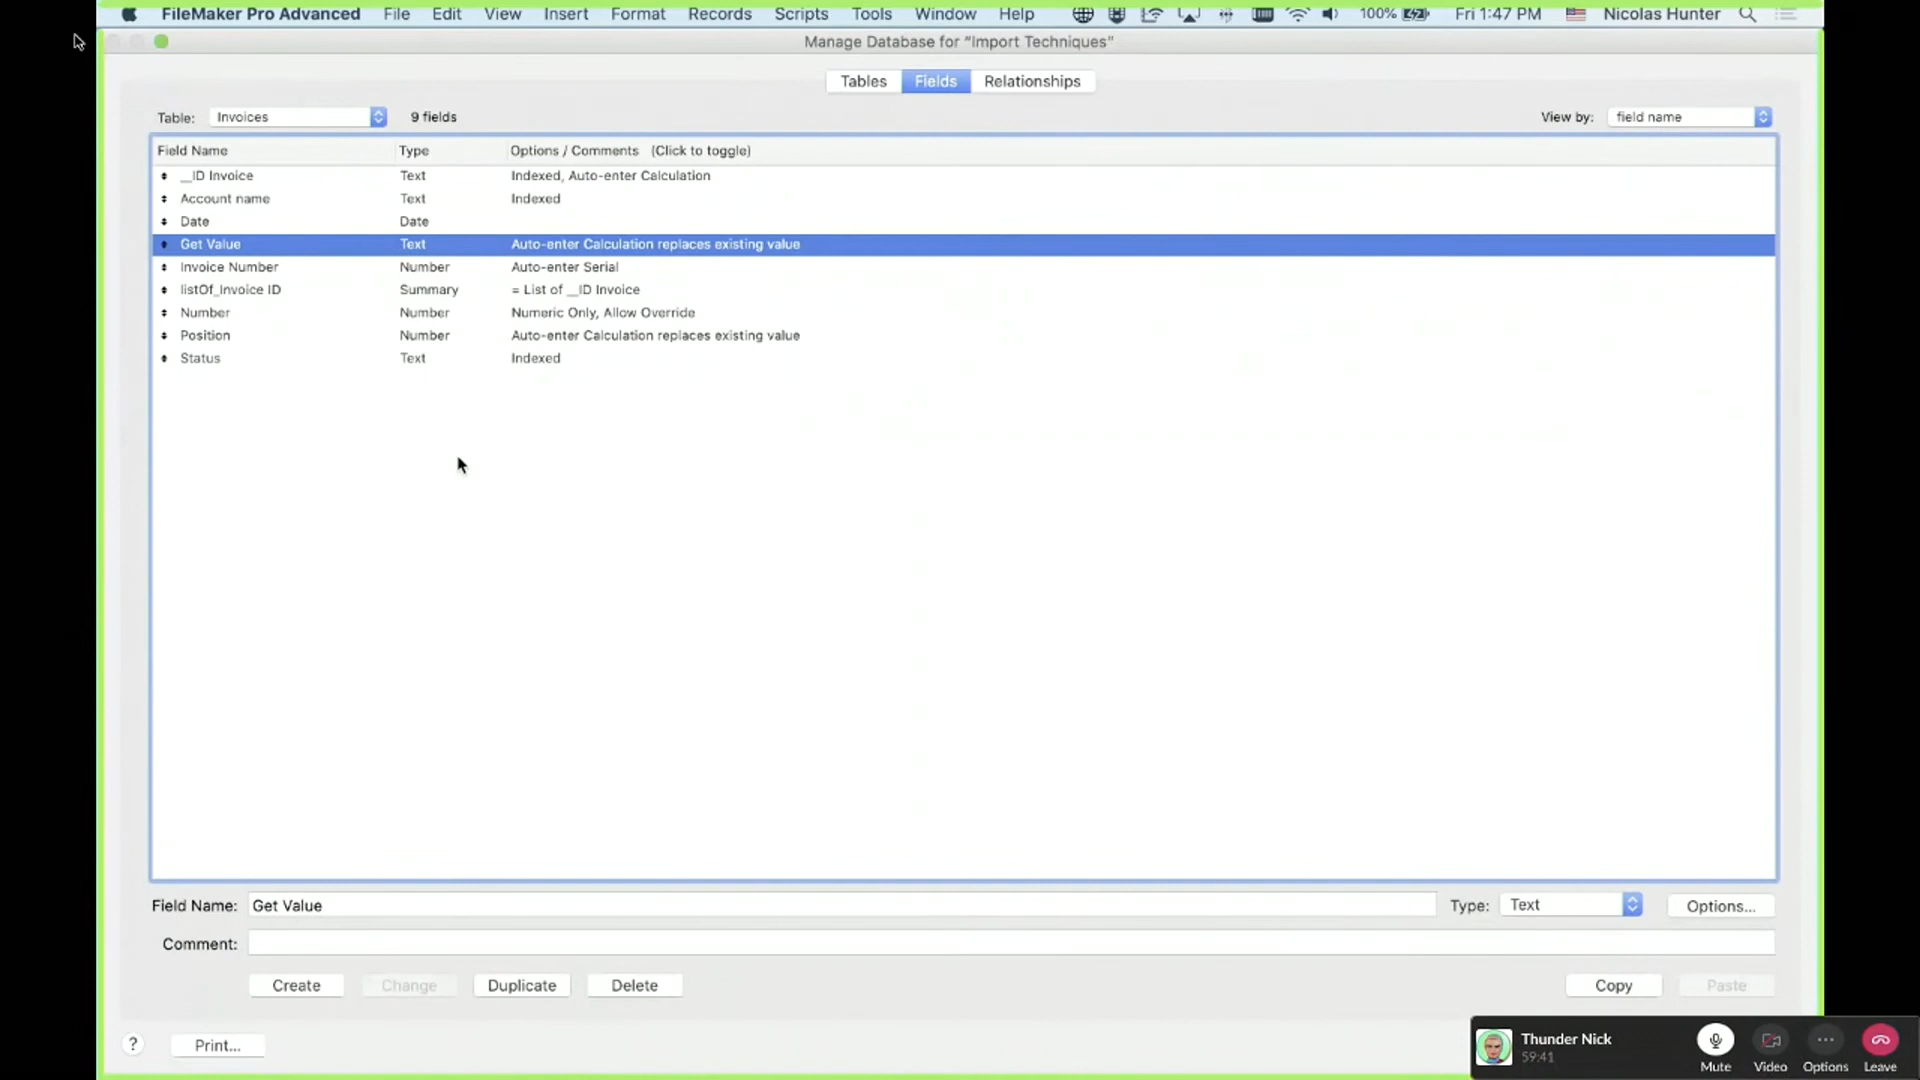 FileMaker Pro Advanced File Edit View Insert Format Records Scripts Tools Window Help 100% Fri 1:47 PM Nicolas Hunter
Manage Database for "Import Techniques"
Tables Fields Relationships
Table: Invoices 9 fields View by: field name
Field Name Type Options / Comments (Click to toggle)
__ID Invoice Text Indexed, Auto-enter Calculation
Account name Text Indexed
Date Date
Get Value Text Auto-enter Calculation replaces existing value
Invoice Number Number Auto-enter Serial
listOf_Invoice ID Summary = List of __ID Invoice
Number Number Numeric Only, Allow Override
Position Number Auto-enter Calculation replaces existing value
Status Text Indexed
Field Name: Get Value Type: Text Options...
Comment:
Create Change Duplicate Delete Copy Paste
? Print...
Thunder Nick
59:41
Mute Video Options Leave